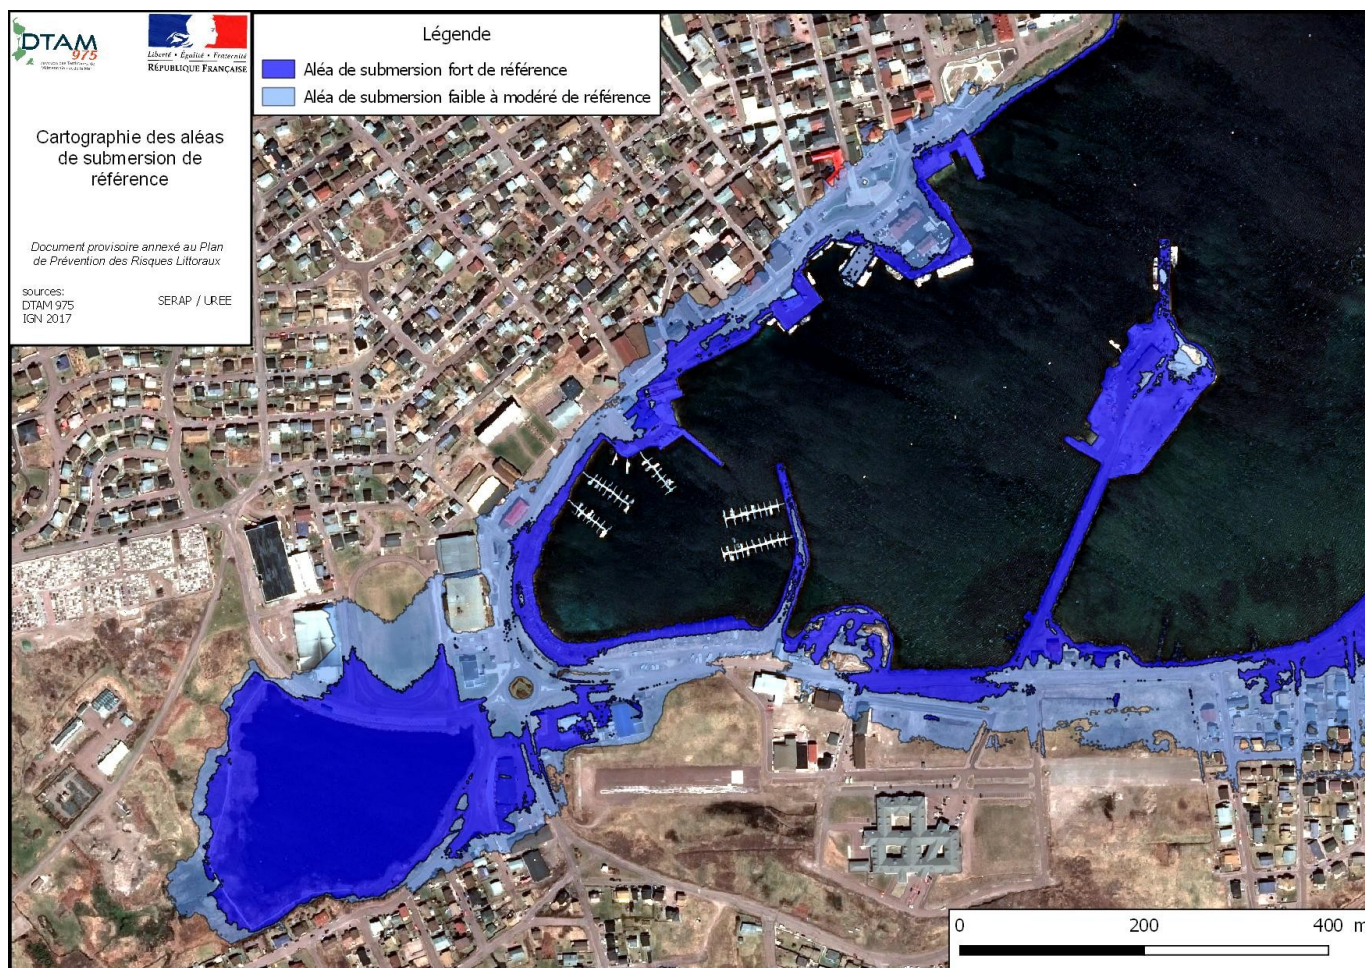 DTAM
975
Liberté • Égalité • Fraternité
RÉPUBLIQUE FRANÇAISE
Cartographie des aléas
de submersion de
référence
Document provisoire annexé au Plan
de Prévention des Risques Littoraux
sources:
DTAM 975
IGN 2017
SERAP / UREE
Légende
Aléa de submersion fort de référence
Aléa de submersion faible à modéré de référence
0 200 400 m